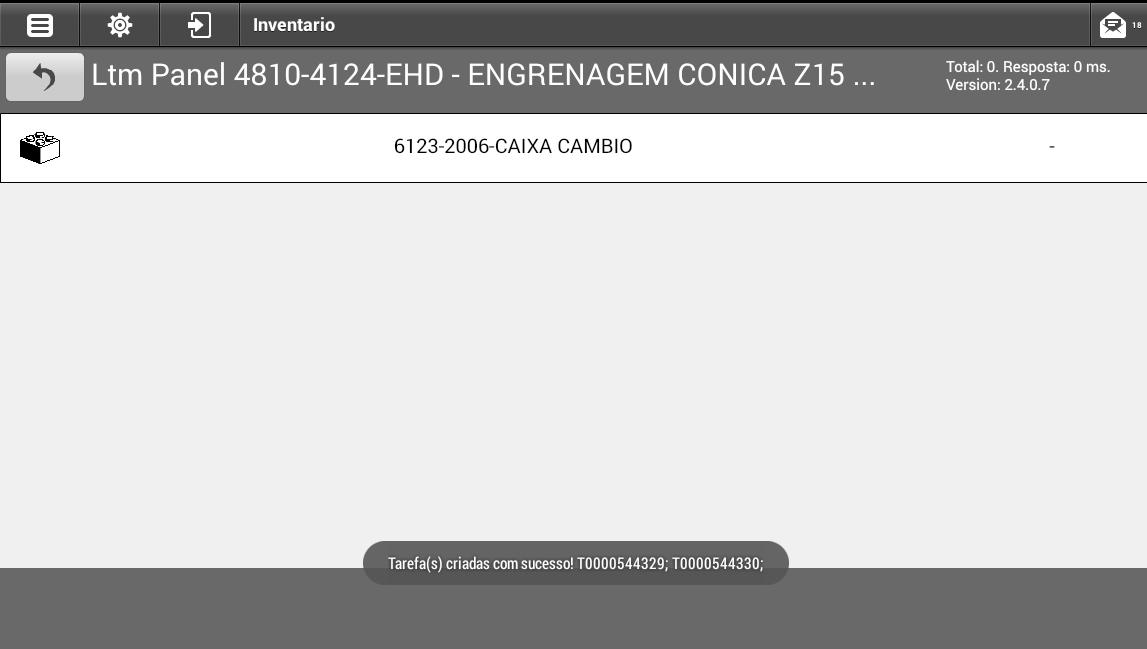 Inventario
18
Ltm Panel 4810-4124-EHD - ENGRENAGEM CONICA Z15 ...
Total: 0. Resposta: 0 ms.
Version: 2.4.0.7
6123-2006-CAIXA CAMBIO -
Tarefa(s) criadas com sucesso! T0000544329; T0000544330;